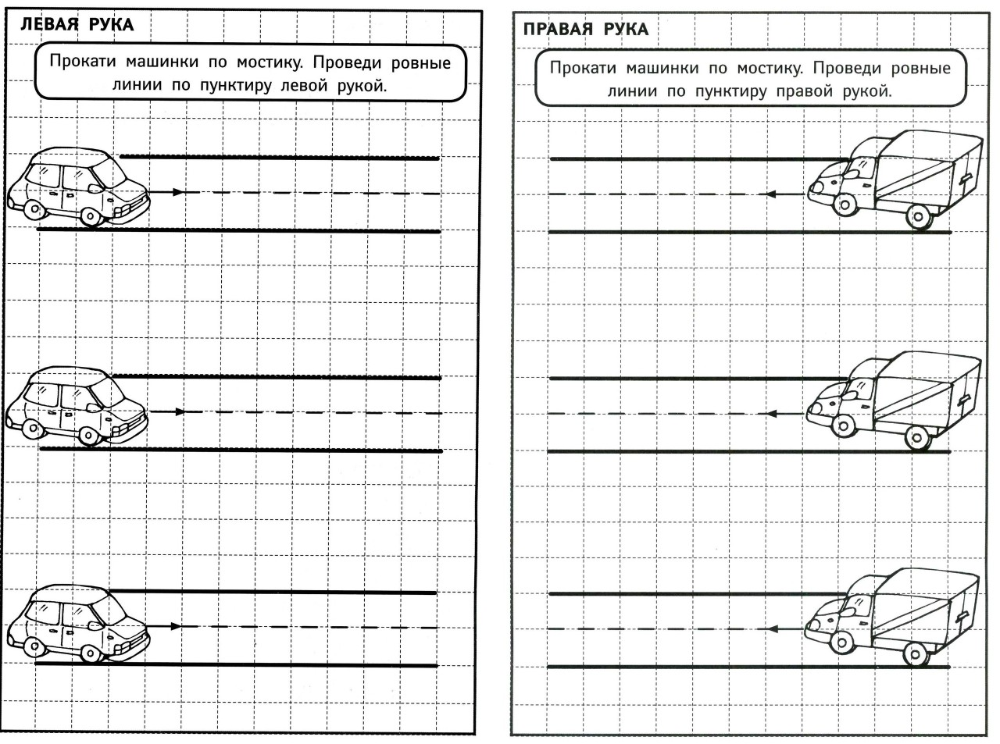 ЛЕВАЯ РУКА
Прокати машинки по мостику. Проведи ровные
линии по пунктиру левой рукой.
ПРАВАЯ РУКА
Прокати машинки по мостику. Проведи ровные
линии по пунктиру правой рукой.